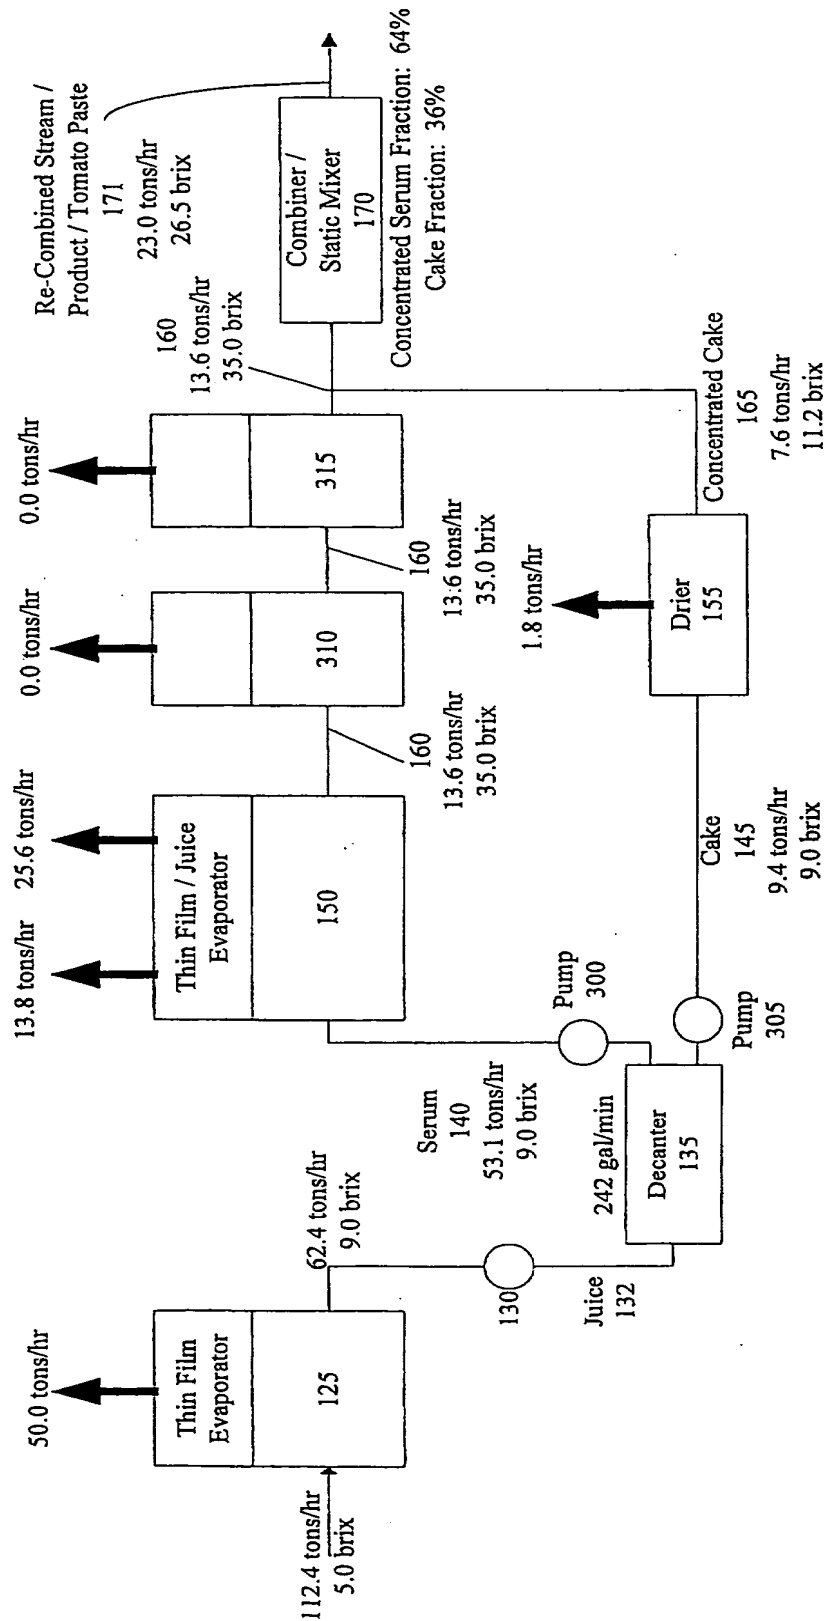 112.4 tons/hr
5.0 brix
50.0 tons/hr
Thin Film
Evaporator
125
62.4 tons/hr
9.0 brix
130
Juice
132
242 gal/min
Decanter
135
Serum
140
53.1 tons/hr
9.0 brix
Pump
300
Pump
305
13.8 tons/hr
25.6 tons/hr
Thin Film / Juice
Evaporator
150
160
13.6 tons/hr
35.0 brix
0.0 tons/hr
310
160
13.6 tons/hr
35.0 brix
0.0 tons/hr
315
160
13.6 tons/hr
35.0 brix
Cake
145
9.4 tons/hr
9.0 brix
1.8 tons/hr
Drier
155
Concentrated Cake
165
7.6 tons/hr
11.2 brix
Combiner /
Static Mixer
170
Concentrated Serum Fraction: 64%
Cake Fraction: 36%
Re-Combined Stream /
Product / Tomato Paste
171
23.0 tons/hr
26.5 brix